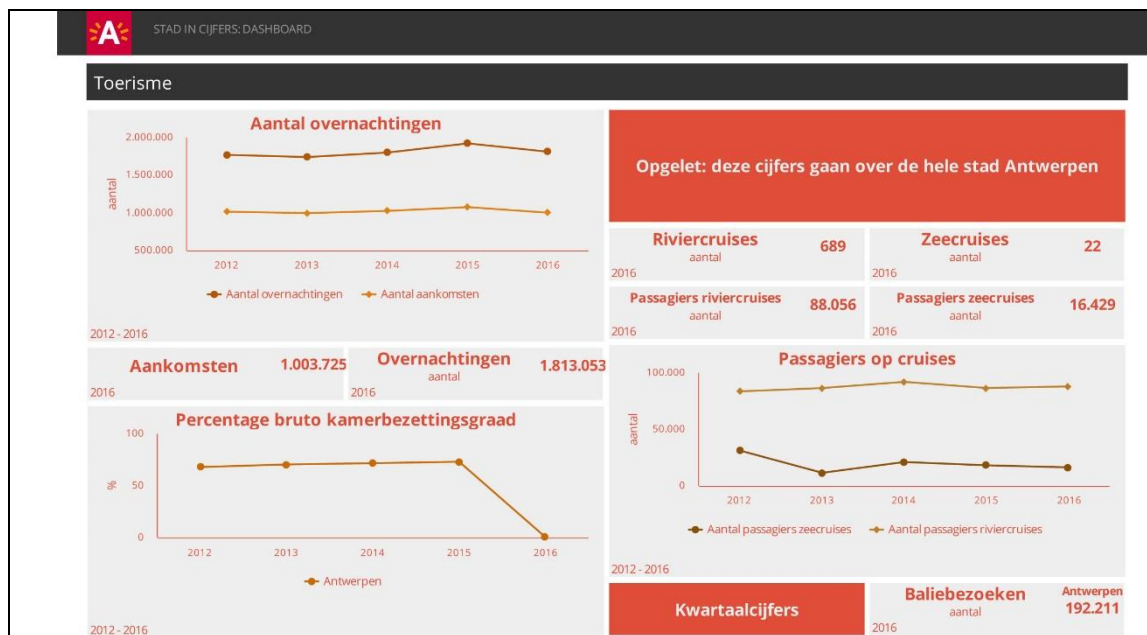 A
STAD IN CIJFERS: DASHBOARD
Toerisme
Aantal overnachtingen
2.000.000
1.500.000
1.000.000
500.000
aantal
2012 2013 2014 2015 2016
Aantal overnachtingen Aantal aankomsten
2012 - 2016
Opgelet: deze cijfers gaan over de hele stad Antwerpen
Riviercruises 689
aantal
2016
Zeecruises 22
aantal
2016
Passagiers riviercruises 88.056
aantal
2016
Passagiers zeecruises 16.429
aantal
2016
Aankomsten 1.003.725
2016
Overnachtingen 1.813.053
aantal
2016
Passagiers op cruises
100.000
50.000
0
aantal
2012 2013 2014 2015 2016
Aantal passagiers zeecruises Aantal passagiers riviercruises
2012 - 2016
Percentage bruto kamerbezettingsgraad
100
50
0
%
2012 2013 2014 2015 2016
Antwerpen
2012 - 2016
Kwartaalcijfers
Baliebezoeken Antwerpen
aantal 192.211
2016